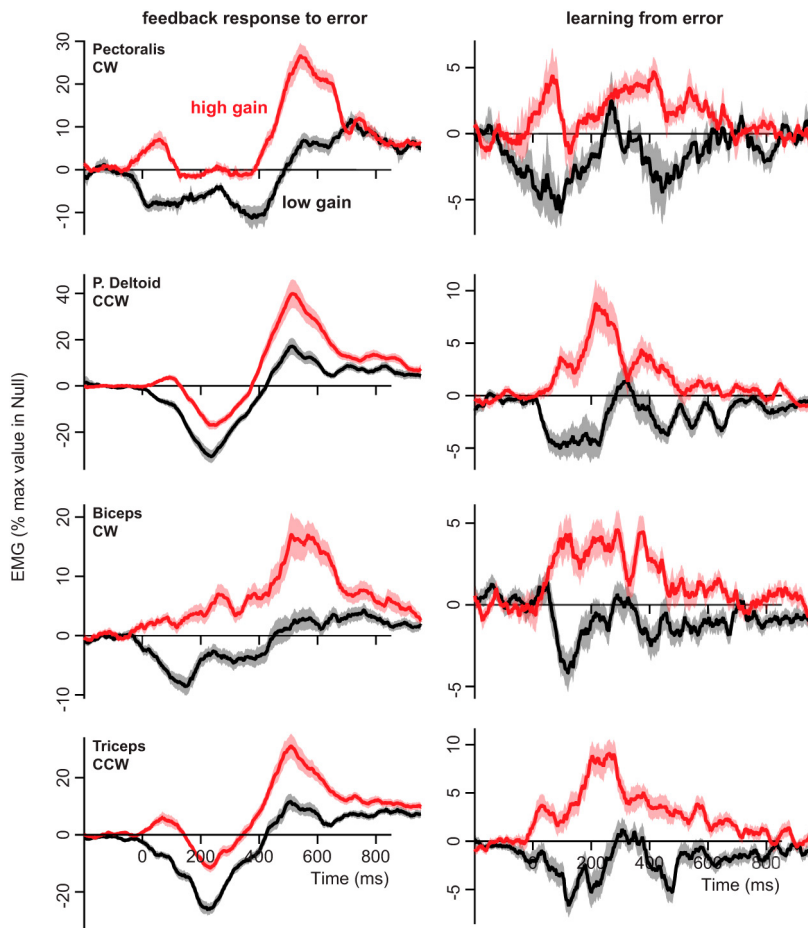 feedback response to error
learning from error
Pectoralis
CW
30
20
10
0
-10
high gain
low gain
5
0
-5
EMG (% max value in Null)
P. Deltoid
CCW
40
20
0
20
10
5
0
-5
Biceps
CW
20
10
0
-10
5
0
-5
Triceps
CCW
20
0
-20
0 200 400 600 800
Time (ms)
10
5
0
-5
0 200 400 600 800
Time (ms)